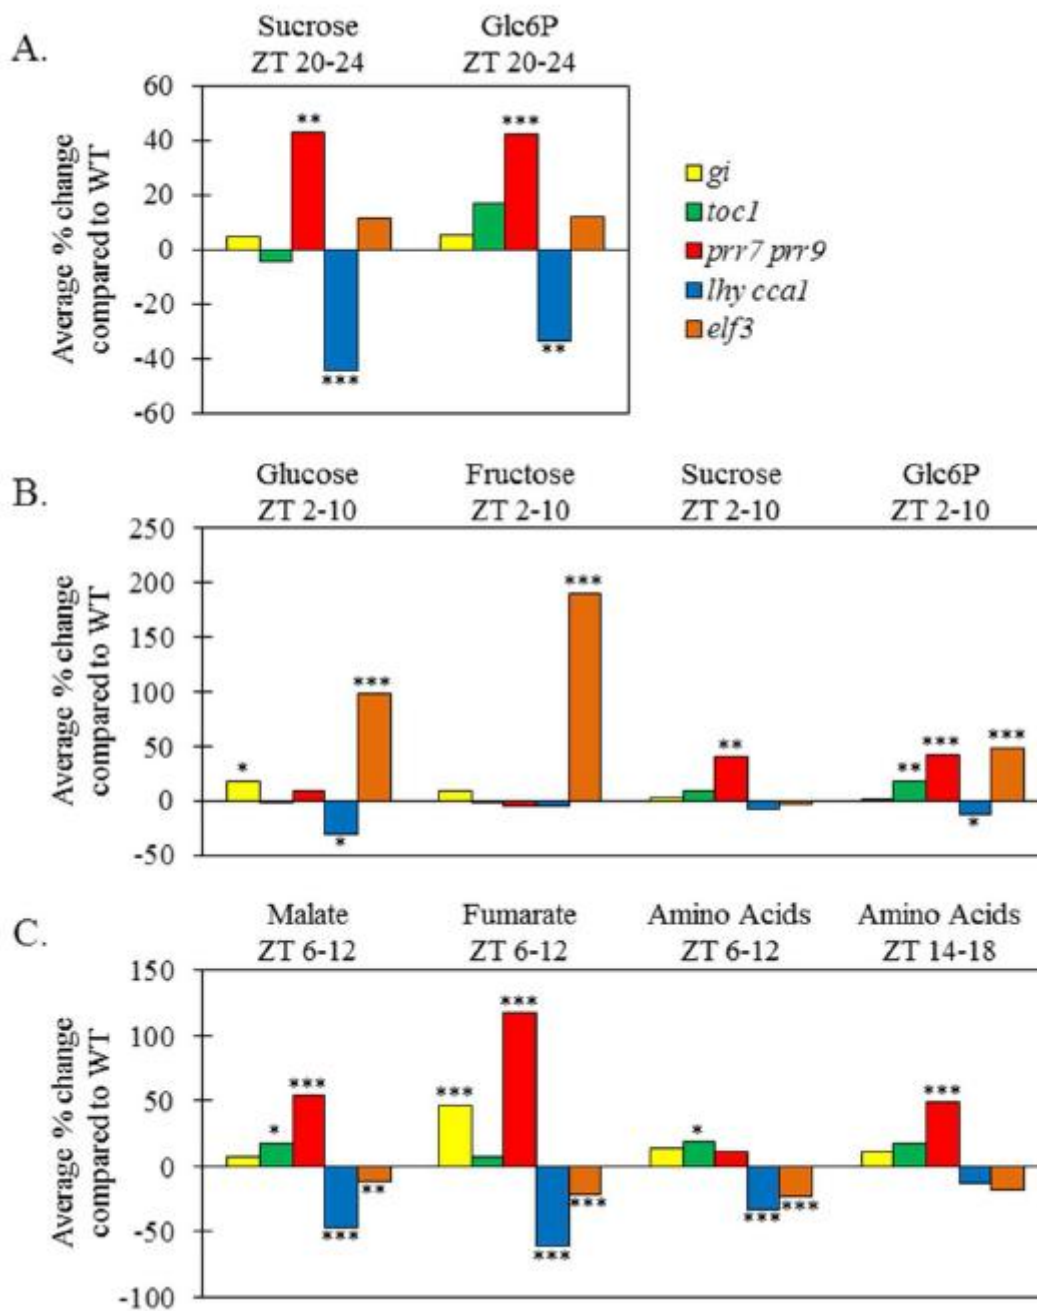 A.
Sucrose Glc6P
ZT 20-24 ZT 20-24
Average % change
compared to WT
60
40
20
0
-20
-40
-60
** ***
*** **
gi
toc1
prr7 prr9
lhy cca1
elf3
B.
Glucose Fructose Sucrose Glc6P
ZT 2-10 ZT 2-10 ZT 2-10 ZT 2-10
Average % change
compared to WT
250
200
150
100
50
0
-50
* * *** *** ** ** *** * ***
C.
Malate Fumarate Amino Acids Amino Acids
ZT 6-12 ZT 6-12 ZT 6-12 ZT 14-18
Average % change
compared to WT
150
100
50
0
-50
-100
* *** *** ** *** *** *** *** * *** *** ***